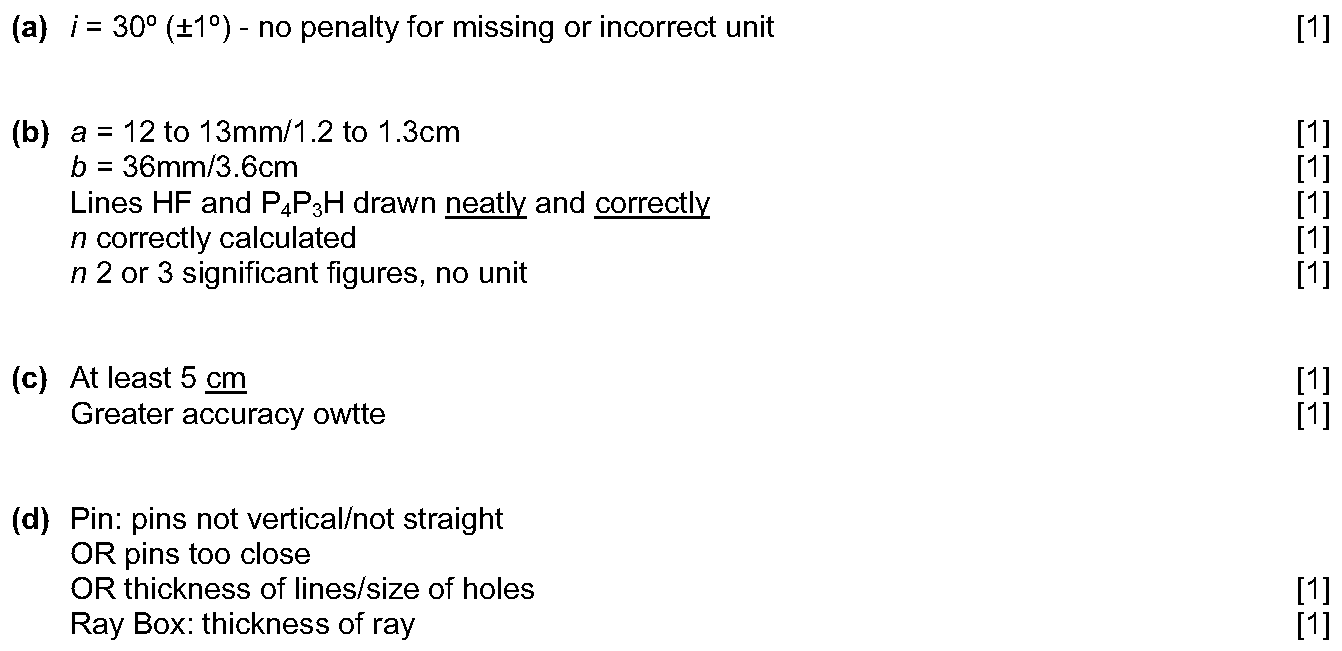 (a) i = 30º (±1º) - no penalty for missing or incorrect unit [1]
(b) a = 12 to 13mm/1.2 to 1.3cm [1]
b = 36mm/3.6cm [1]
Lines HF and P₄P₃H drawn neatly and correctly [1]
n correctly calculated [1]
n 2 or 3 significant figures, no unit [1]
(c) At least 5 cm [1]
Greater accuracy owtte [1]
(d) Pin: pins not vertical/not straight
OR pins too close
OR thickness of lines/size of holes [1]
Ray Box: thickness of ray [1]